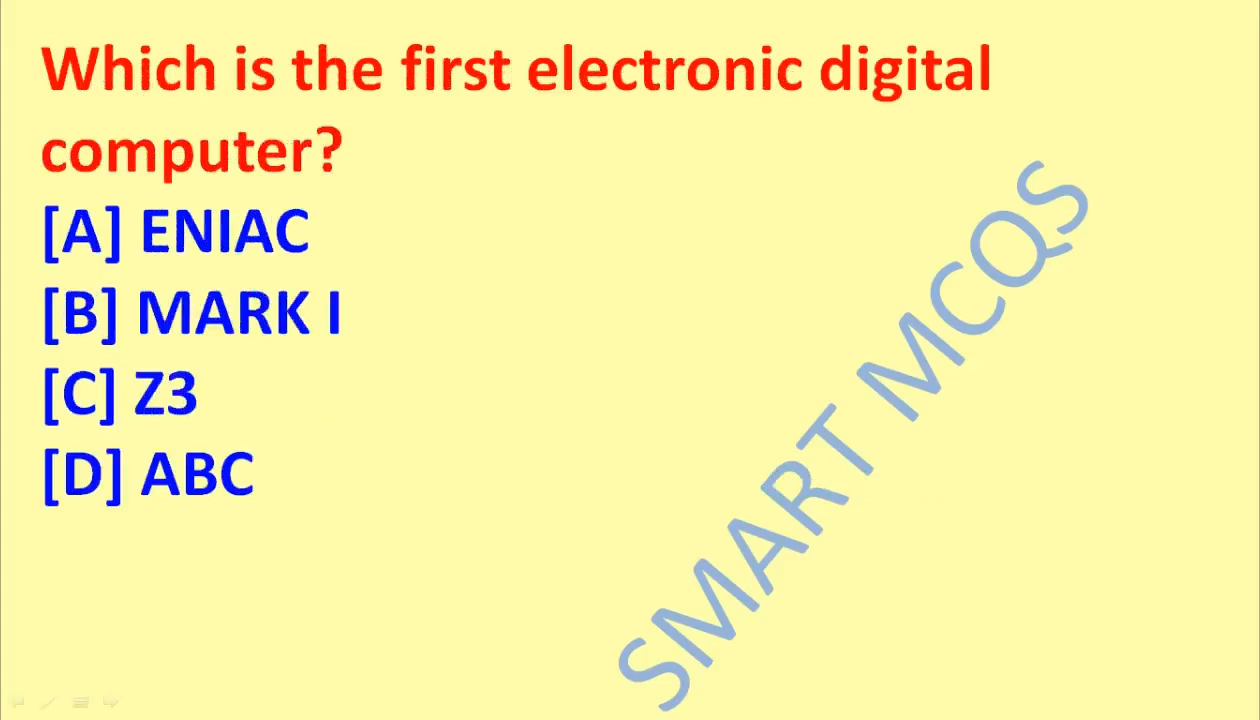 Which is the first electronic digital
computer?
[A] ENIAC
[B] MARK I
[C] Z3
[D] ABC
SMART MCQS